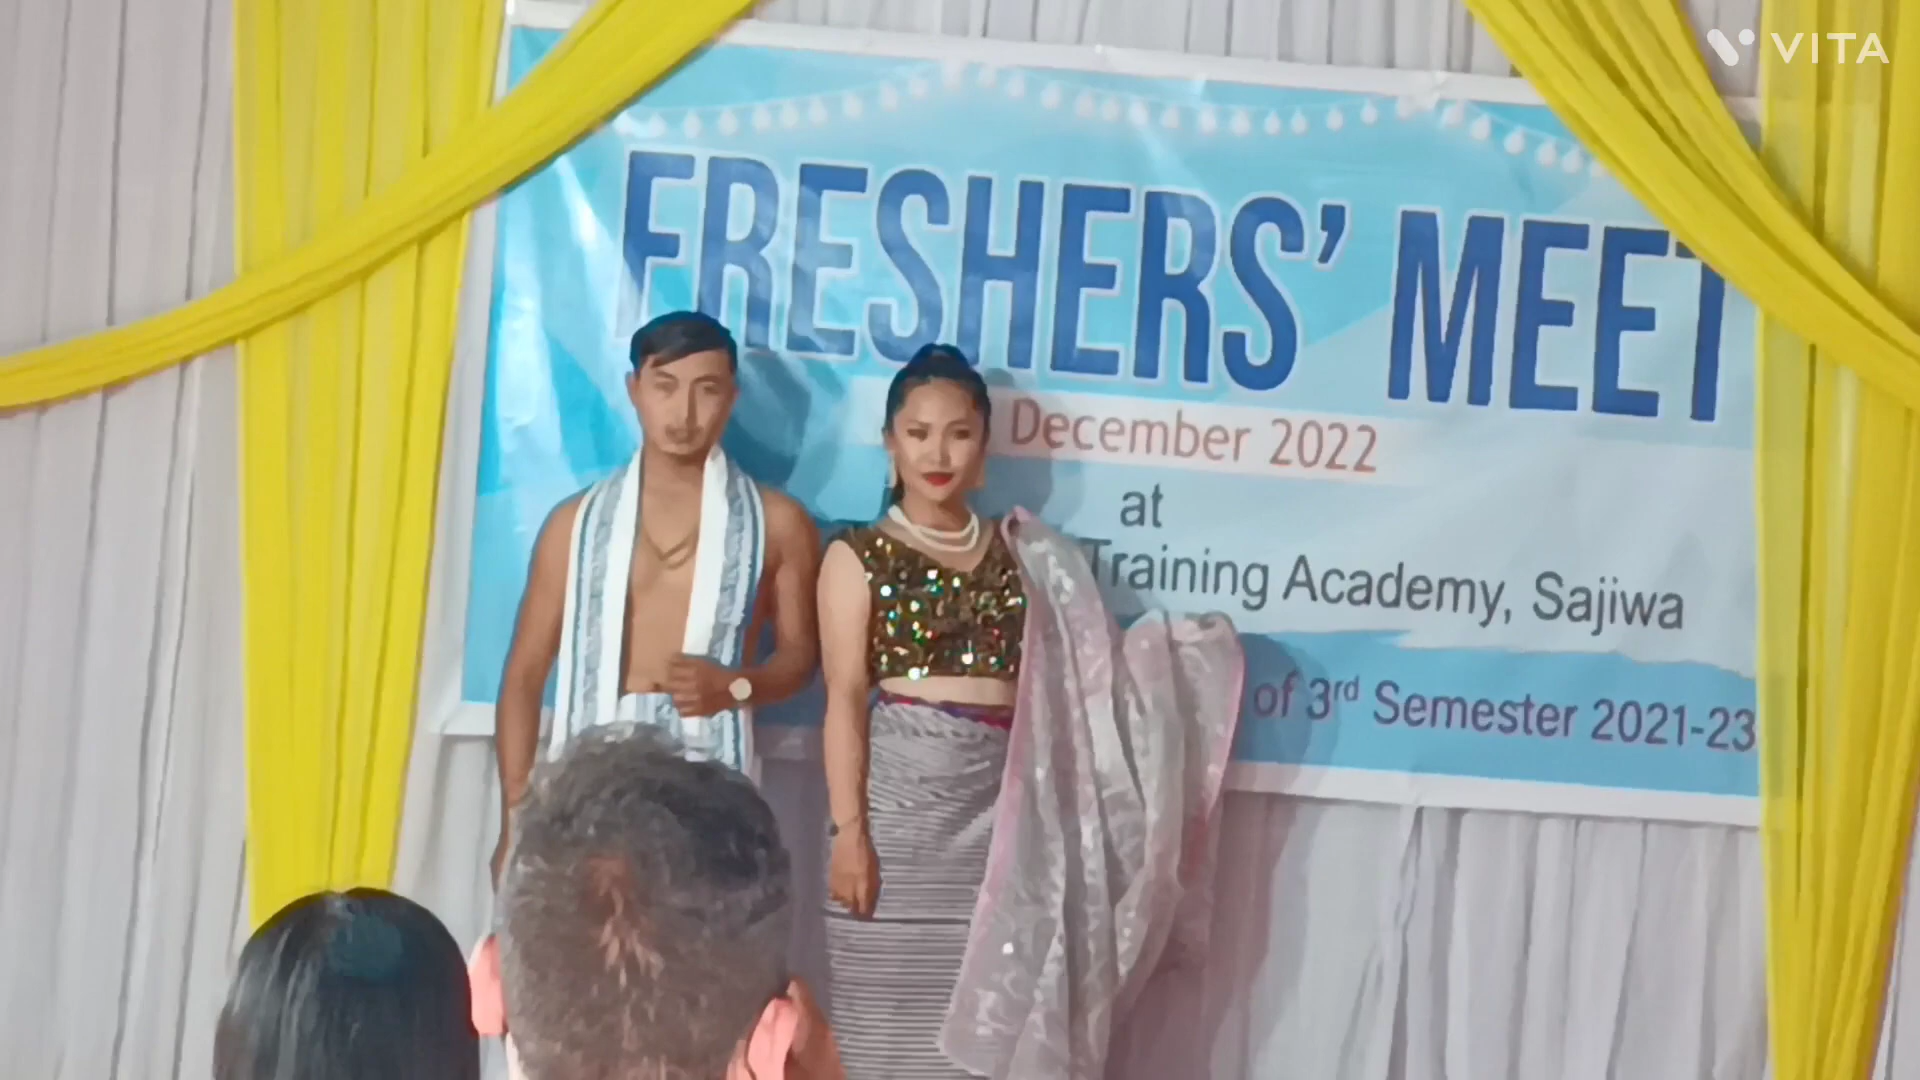 VITA
FRESHERS' MEET
December 2022
at
Training Academy, Sajiwa
of 3rd Semester 2021-23